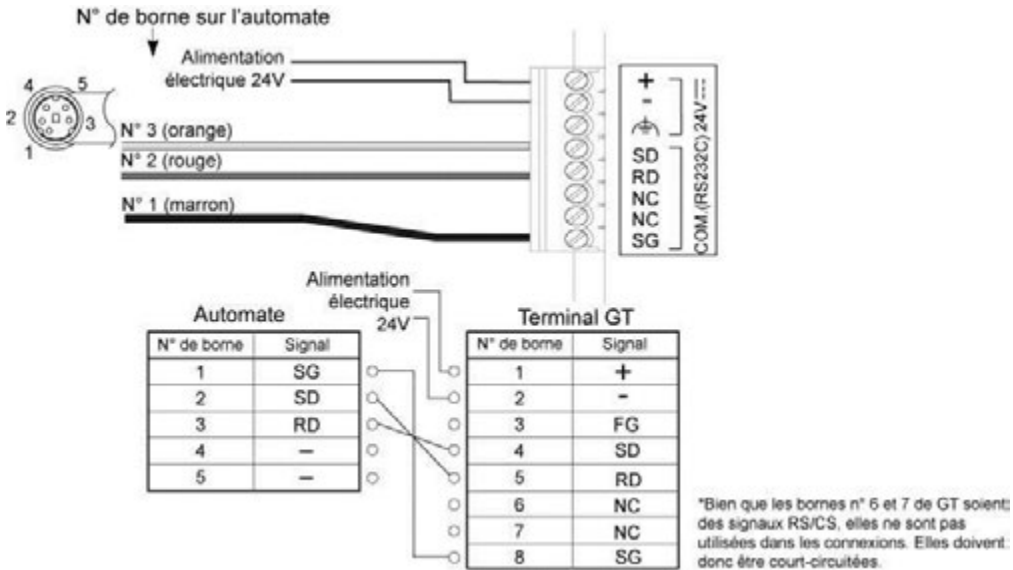 N° de borne sur l'automate
Alimentation
électrique 24V
4 5
2 3
1
N° 3 (orange)
N° 2 (rouge)
N° 1 (marron)
+
-
SD
RD
NC
NC
SG
24V
COM.(RS232C)
Alimentation
électrique
24V
Automate
N° de borne Signal
1 SG
2 SD
3 RD
4 –
5 –
Terminal GT
N° de borne Signal
1 +
2 -
3 FG
4 SD
5 RD
6 NC
7 NC
8 SG
*Bien que les bornes n° 6 et 7 de GT soient;
des signaux RS/CS, elles ne sont pas
utilisées dans les connexions. Elles doivent
donc être court-circuitées.